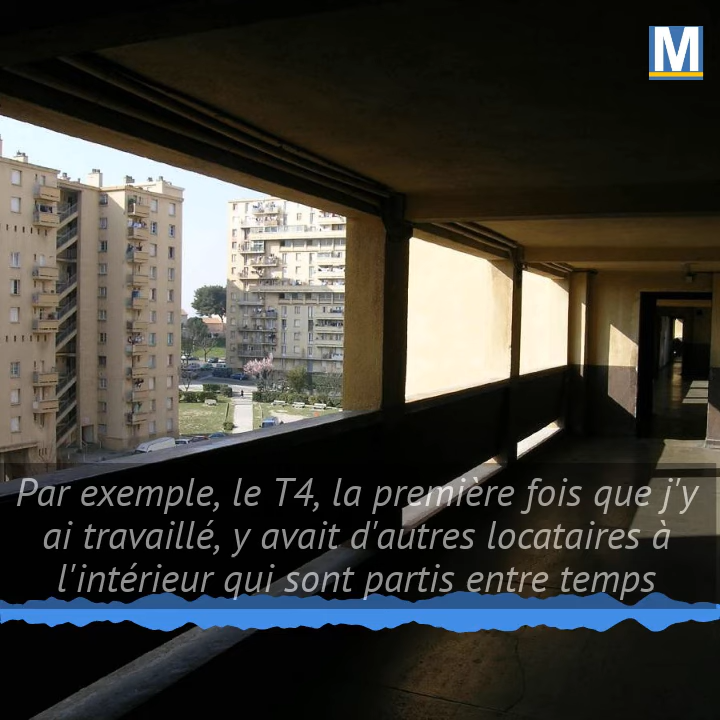 M
Par exemple, le T4, la première fois que j'y
ai travaillé, y avait d'autres locataires à
l'intérieur qui sont partis entre temps